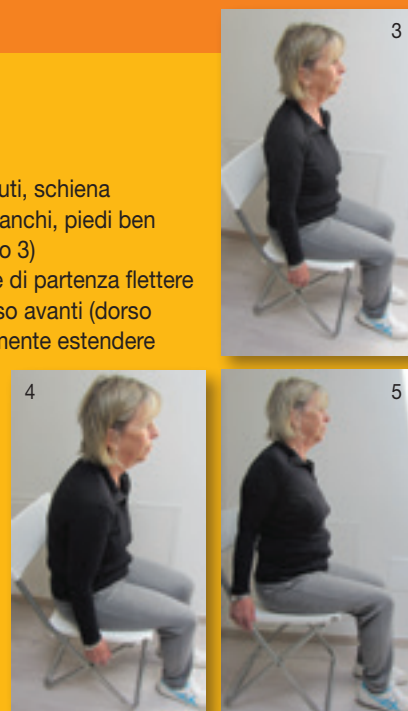 3
uti, schiena
anchi, piedi ben
o 3)
e di partenza flettere
so avanti (dorso
mente estendere
4
5